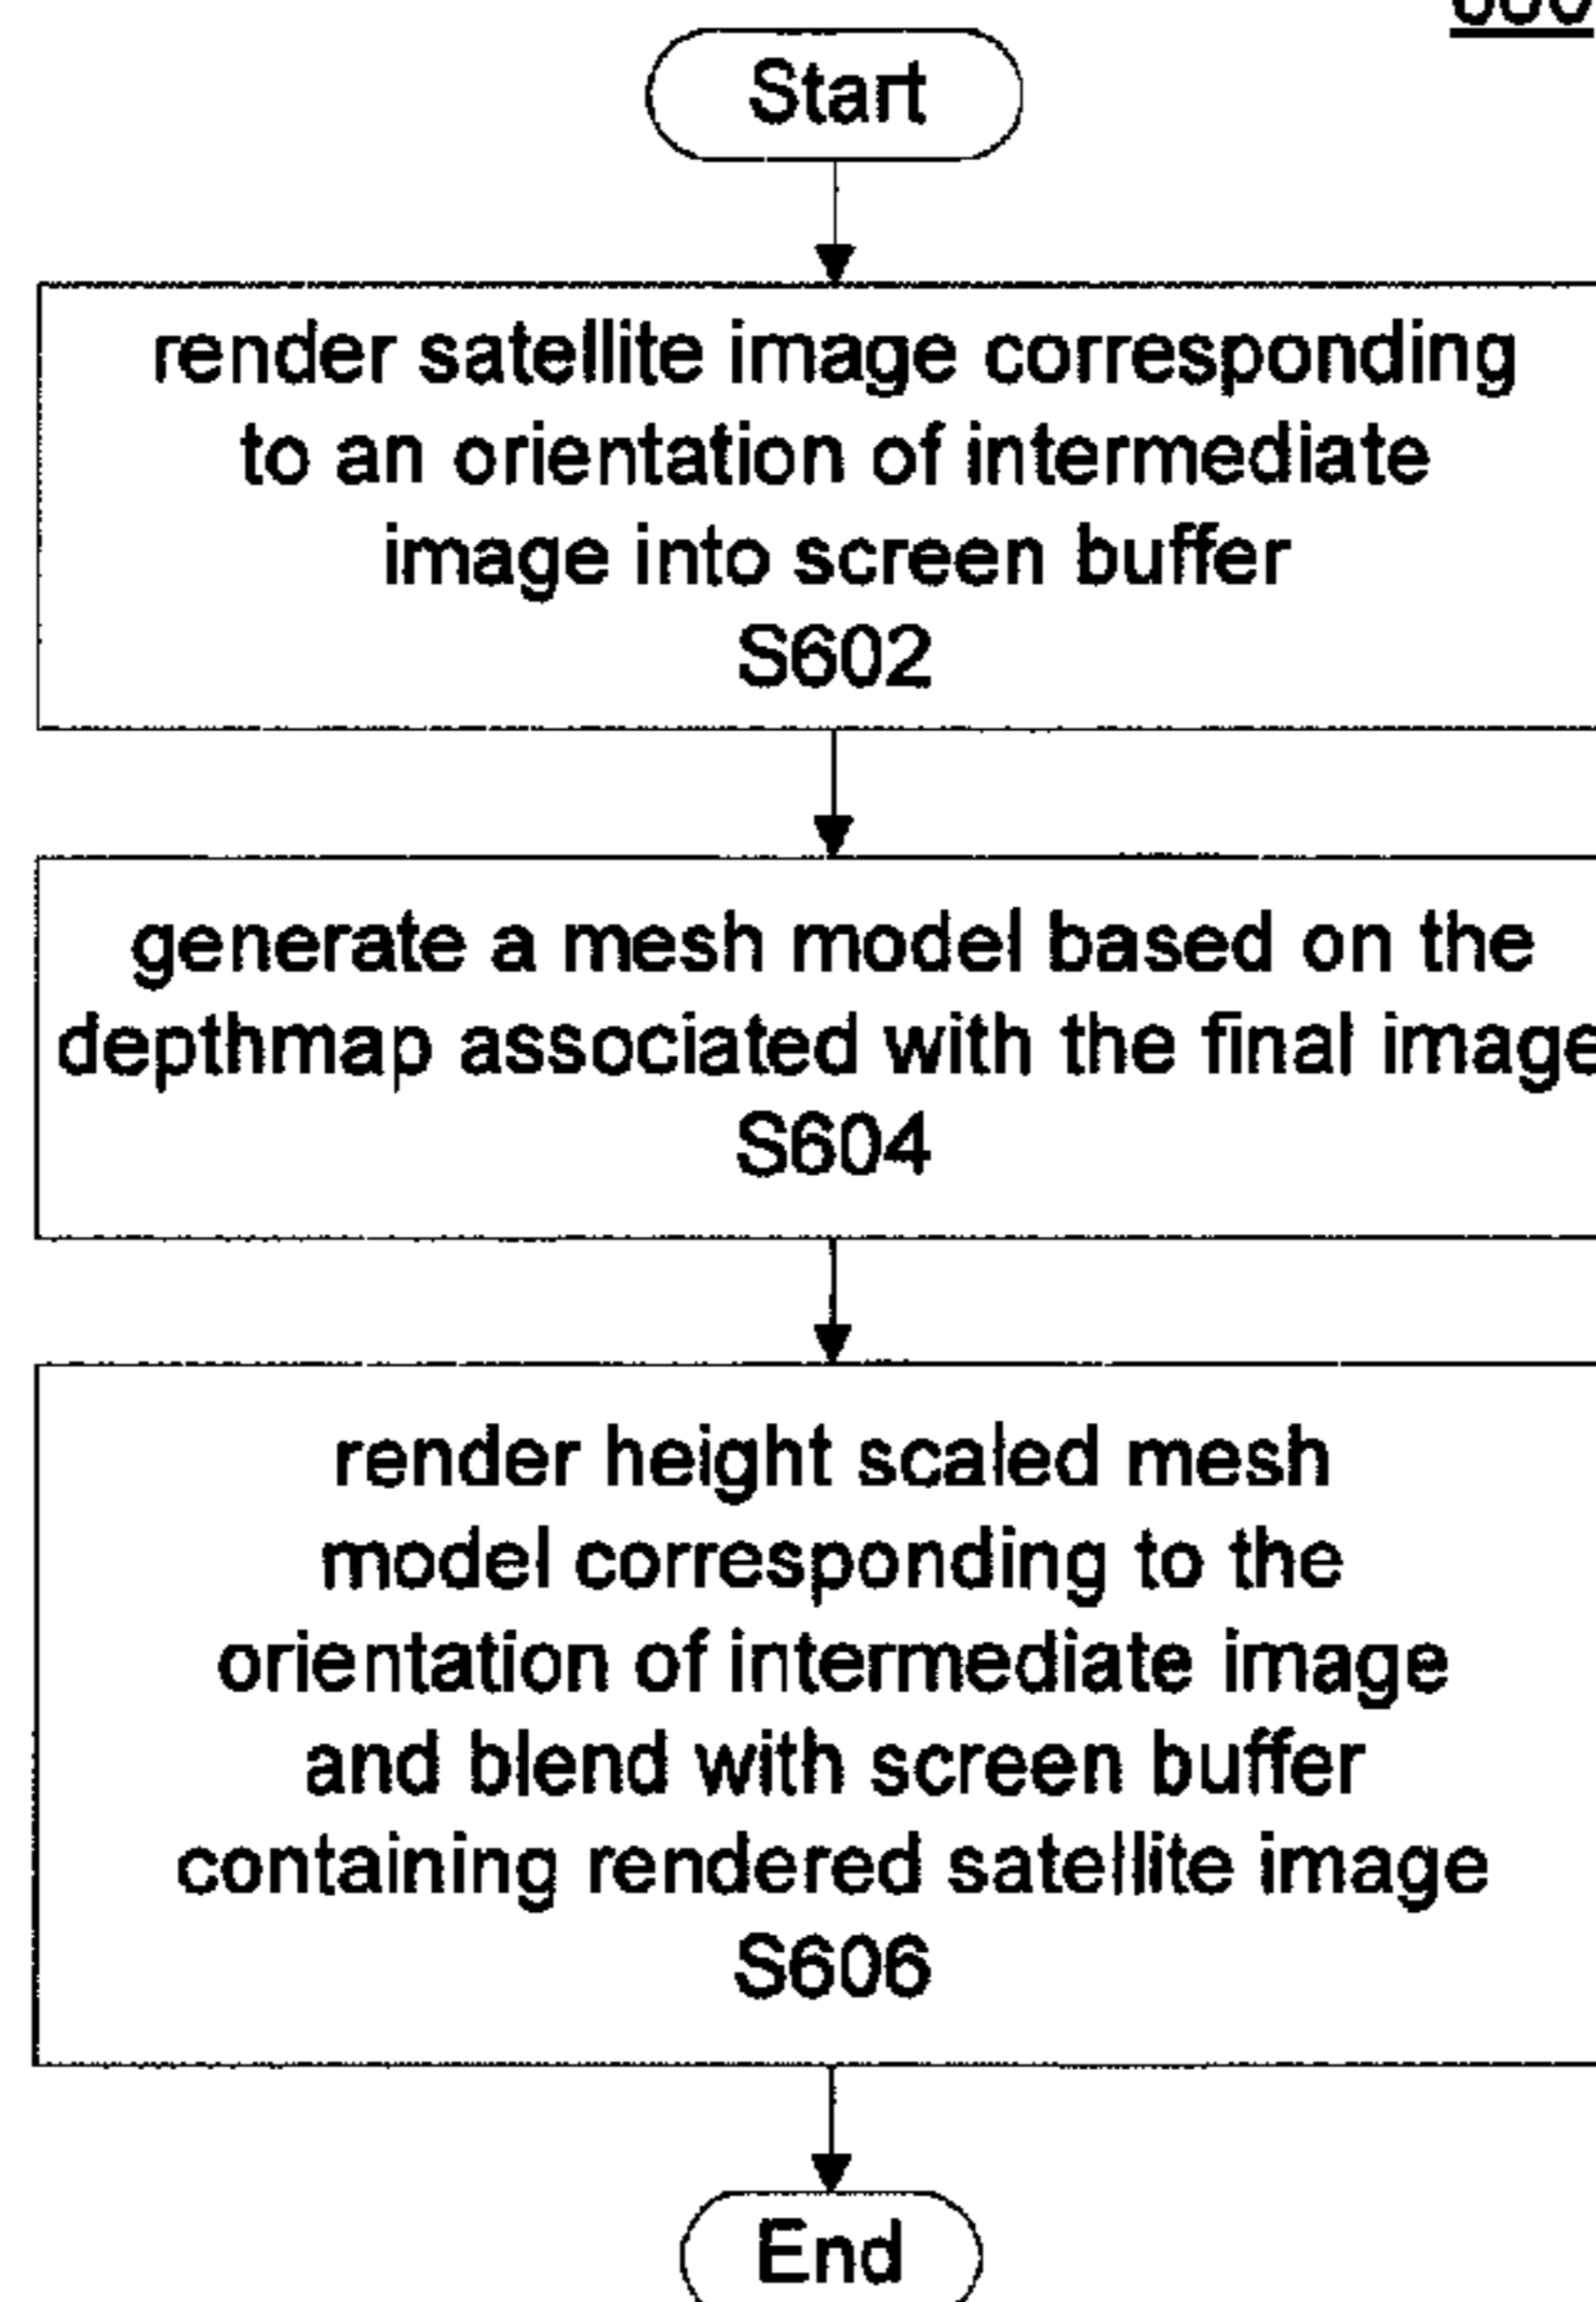 Start
render satellite image corresponding
to an orientation of intermediate
image into screen buffer
S602
generate a mesh model based on the
depthmap associated with the final image
S604
render height scaled mesh
model corresponding to the
orientation of intermediate image
and blend with screen buffer
containing rendered satellite image
S606
End